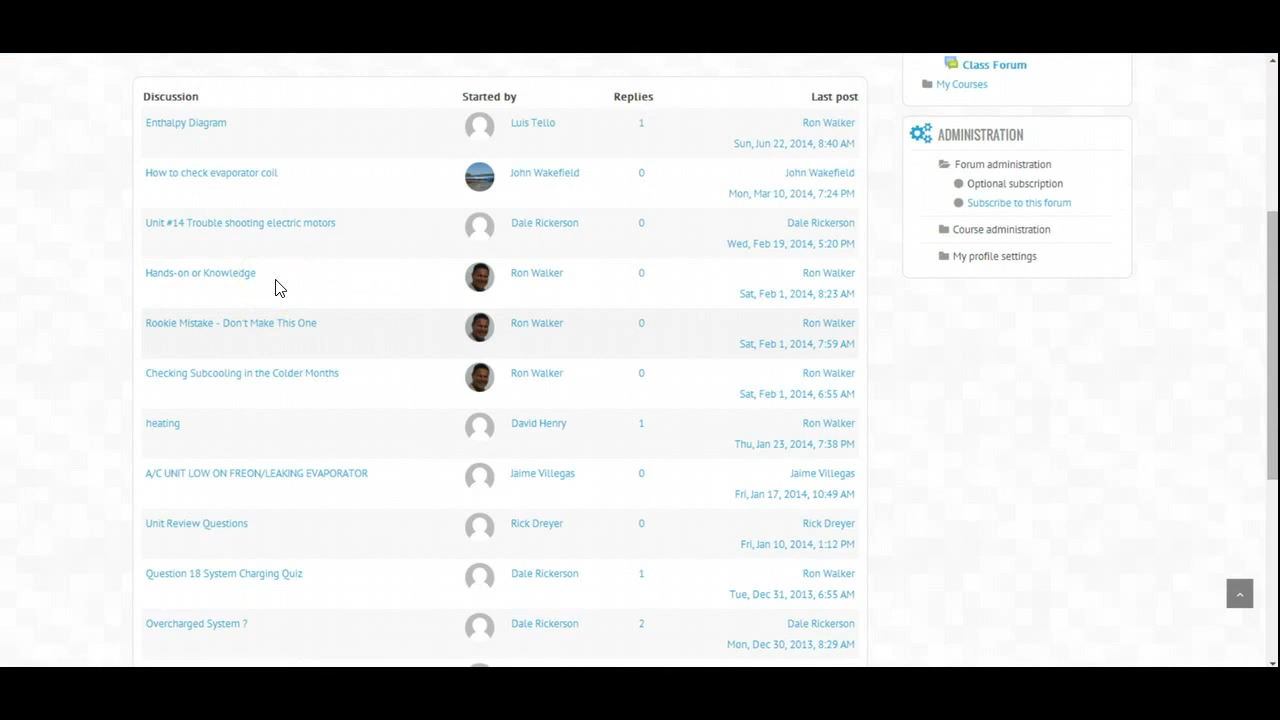 Class Forum
My Courses
Discussion Started by Replies Last post
Enthalpy Diagram Luis Tello 1 Ron Walker
Sun, Jun 22, 2014, 8:40 AM
How to check evaporator coil John Wakefield 0 John Wakefield
Mon, Mar 10, 2014, 7:24 PM
Unit #14 Trouble shooting electric motors Dale Rickerson 0 Dale Rickerson
Wed, Feb 19, 2014, 5:20 PM
Hands-on or Knowledge Ron Walker 0 Ron Walker
Sat, Feb 1, 2014, 8:23 AM
Rookie Mistake - Don't Make This One Ron Walker 0 Ron Walker
Sat, Feb 1, 2014, 7:59 AM
Checking Subcooling in the Colder Months Ron Walker 0 Ron Walker
Sat, Feb 1, 2014, 6:55 AM
heating David Henry 1 Ron Walker
Thu, Jan 23, 2014, 7:38 PM
A/C UNIT LOW ON FREON/LEAKING EVAPORATOR Jaime Villegas 0 Jaime Villegas
Fri, Jan 17, 2014, 10:49 AM
Unit Review Questions Rick Dreyer 0 Rick Dreyer
Fri, Jan 10, 2014, 1:12 PM
Question 18 System Charging Quiz Dale Rickerson 1 Ron Walker
Tue, Dec 31, 2013, 6:55 AM
Overcharged System ? Dale Rickerson 2 Dale Rickerson
Mon, Dec 30, 2013, 8:29 AM
ADMINISTRATION
Forum administration
Optional subscription
Subscribe to this forum
Course administration
My profile settings